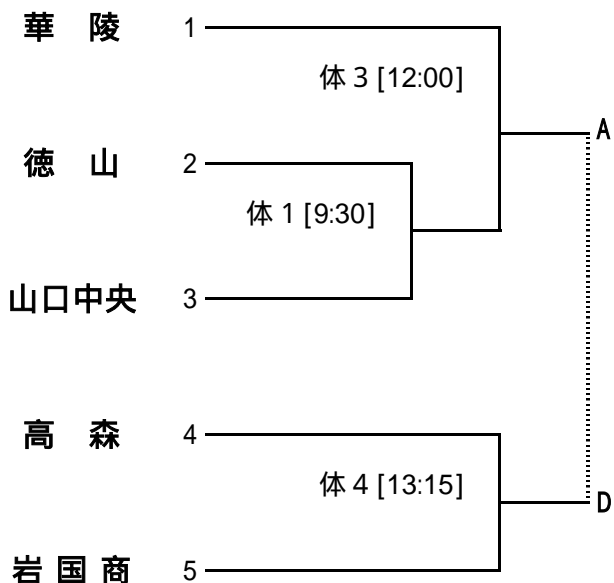 華陵 1
体 3 [12:00]
A
徳山 2
体 1 [9:30]
山口中央 3
高森 4
体 4 [13:15]
D
岩国商 5